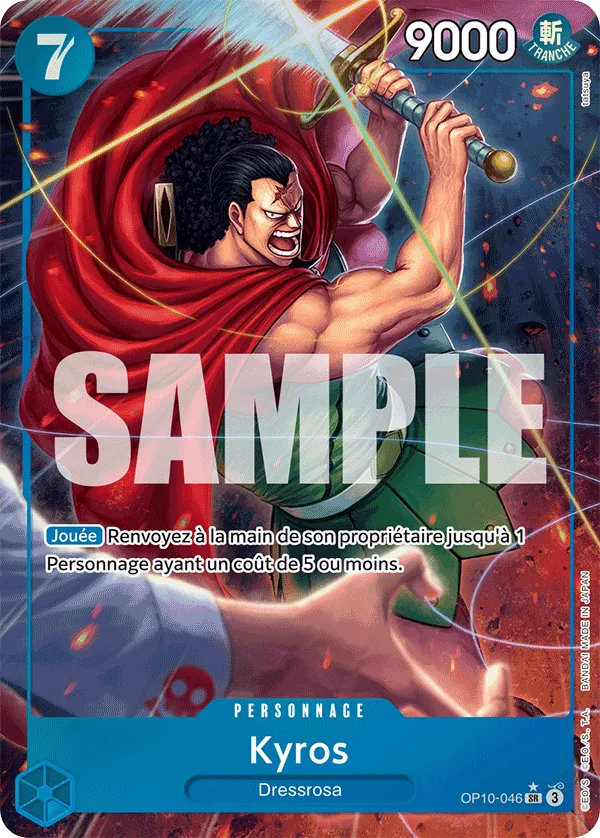 7
9000
斬
TRANCHE
tatsuya
SAMPLE
Jouée Renvoyez à la main de son propriétaire jusqu'à 1
Personnage ayant un coût de 5 ou moins.
BANDAI MADE IN JAPAN
PERSONNAGE
Kyros
Dressrosa
OP10-046 SR 3